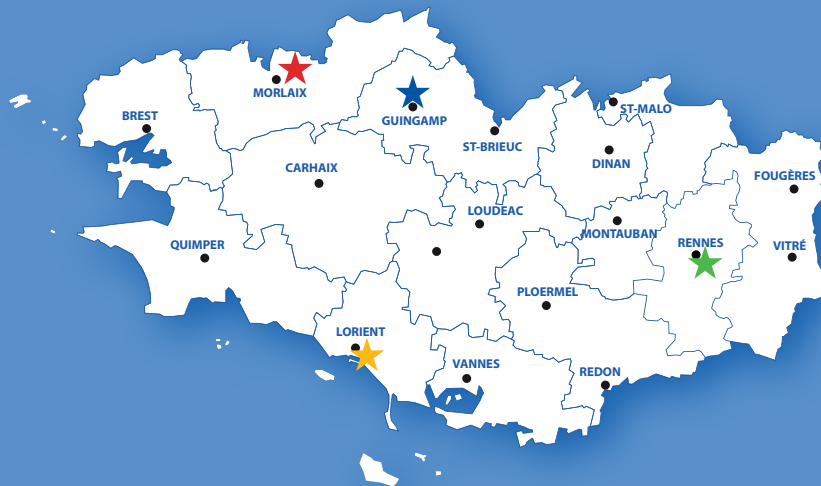 MORLAIX
BREST
GUINGAMP
ST-MALO
ST-BRIEUC
DINAN
CARHAIX
FOUGÈRES
LOUDEAC
MONTAUBAN
QUIMPER
RENNES
VITRÉ
PLOERMEL
LORIENT
VANNES
REDON